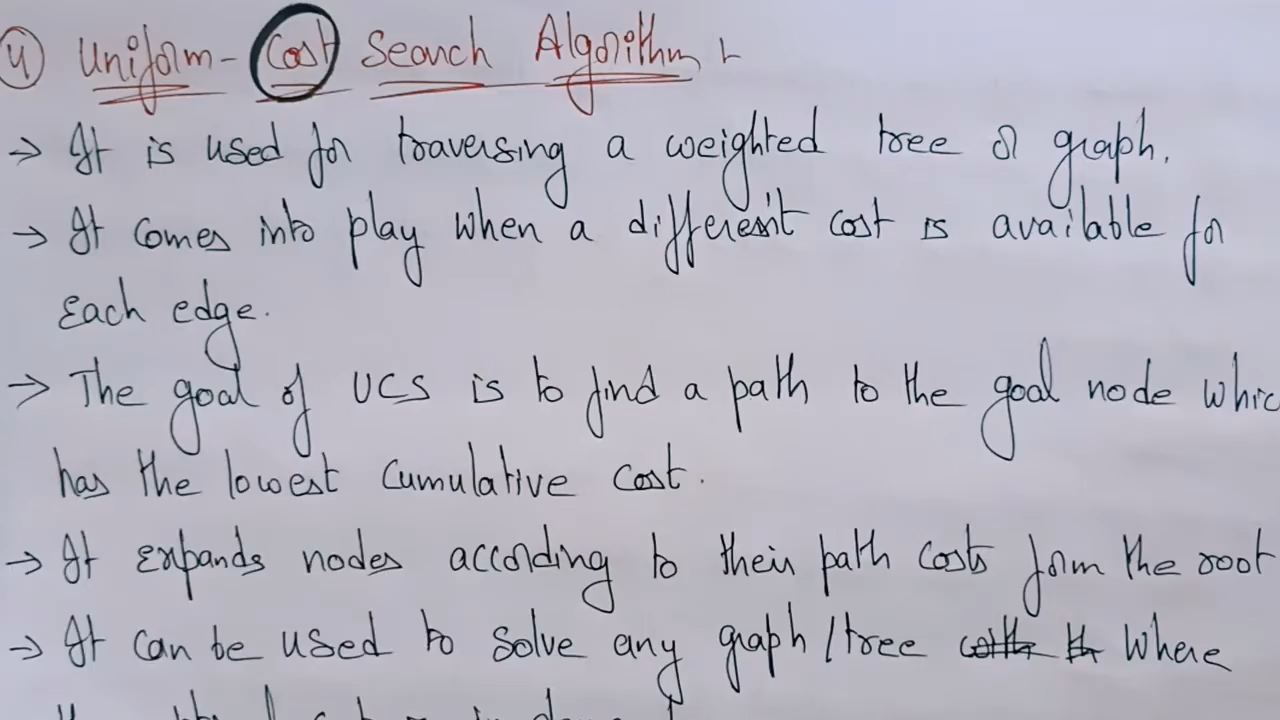 4) Uniform - Cost Search Algorithm :-
→ It is used for traversing a weighted tree or graph.
→ It comes into play when a different cost is available for
each edge.
→ The goal of UCS is to find a path to the goal node whic
has the lowest cumulative cost.
→ It expands nodes according to their path costs form the root
→ It can be used to solve any graph / tree where